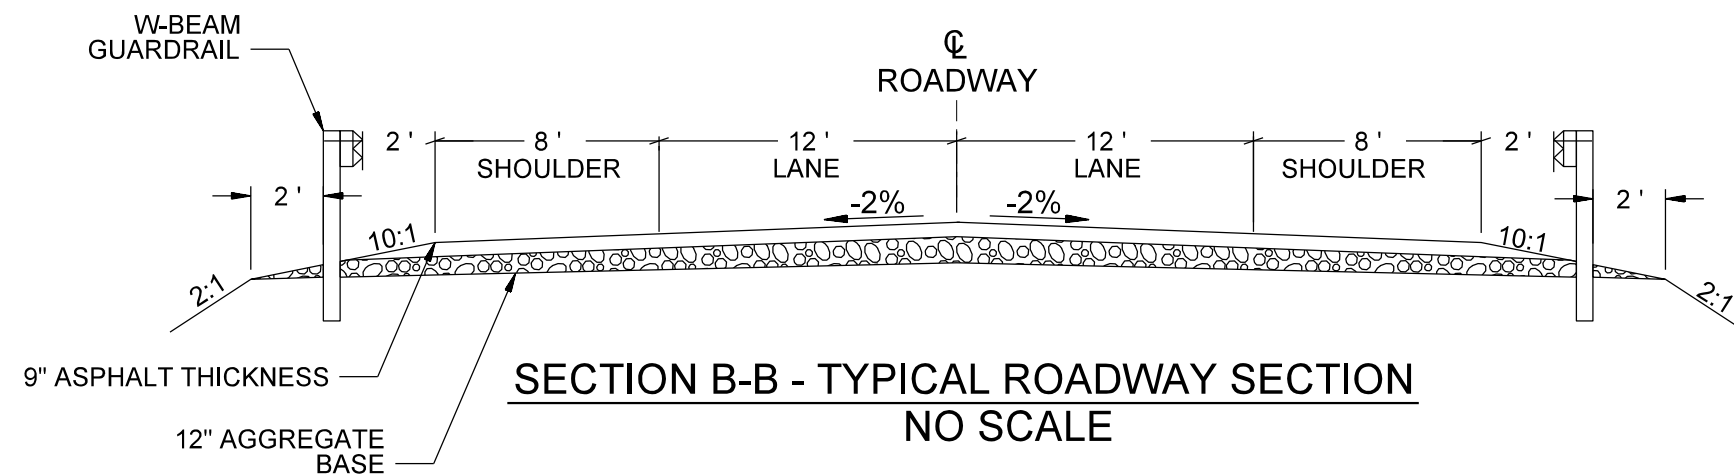 W-BEAM
GUARDRAIL
℄
ROADWAY
2 '
8 '
SHOULDER
12 '
LANE
12 '
LANE
8 '
SHOULDER
2 '
2 '
2 '
-2%
-2%
10:1
10:1
2:1
2:1
9" ASPHALT THICKNESS
12" AGGREGATE
BASE
SECTION B-B - TYPICAL ROADWAY SECTION
NO SCALE